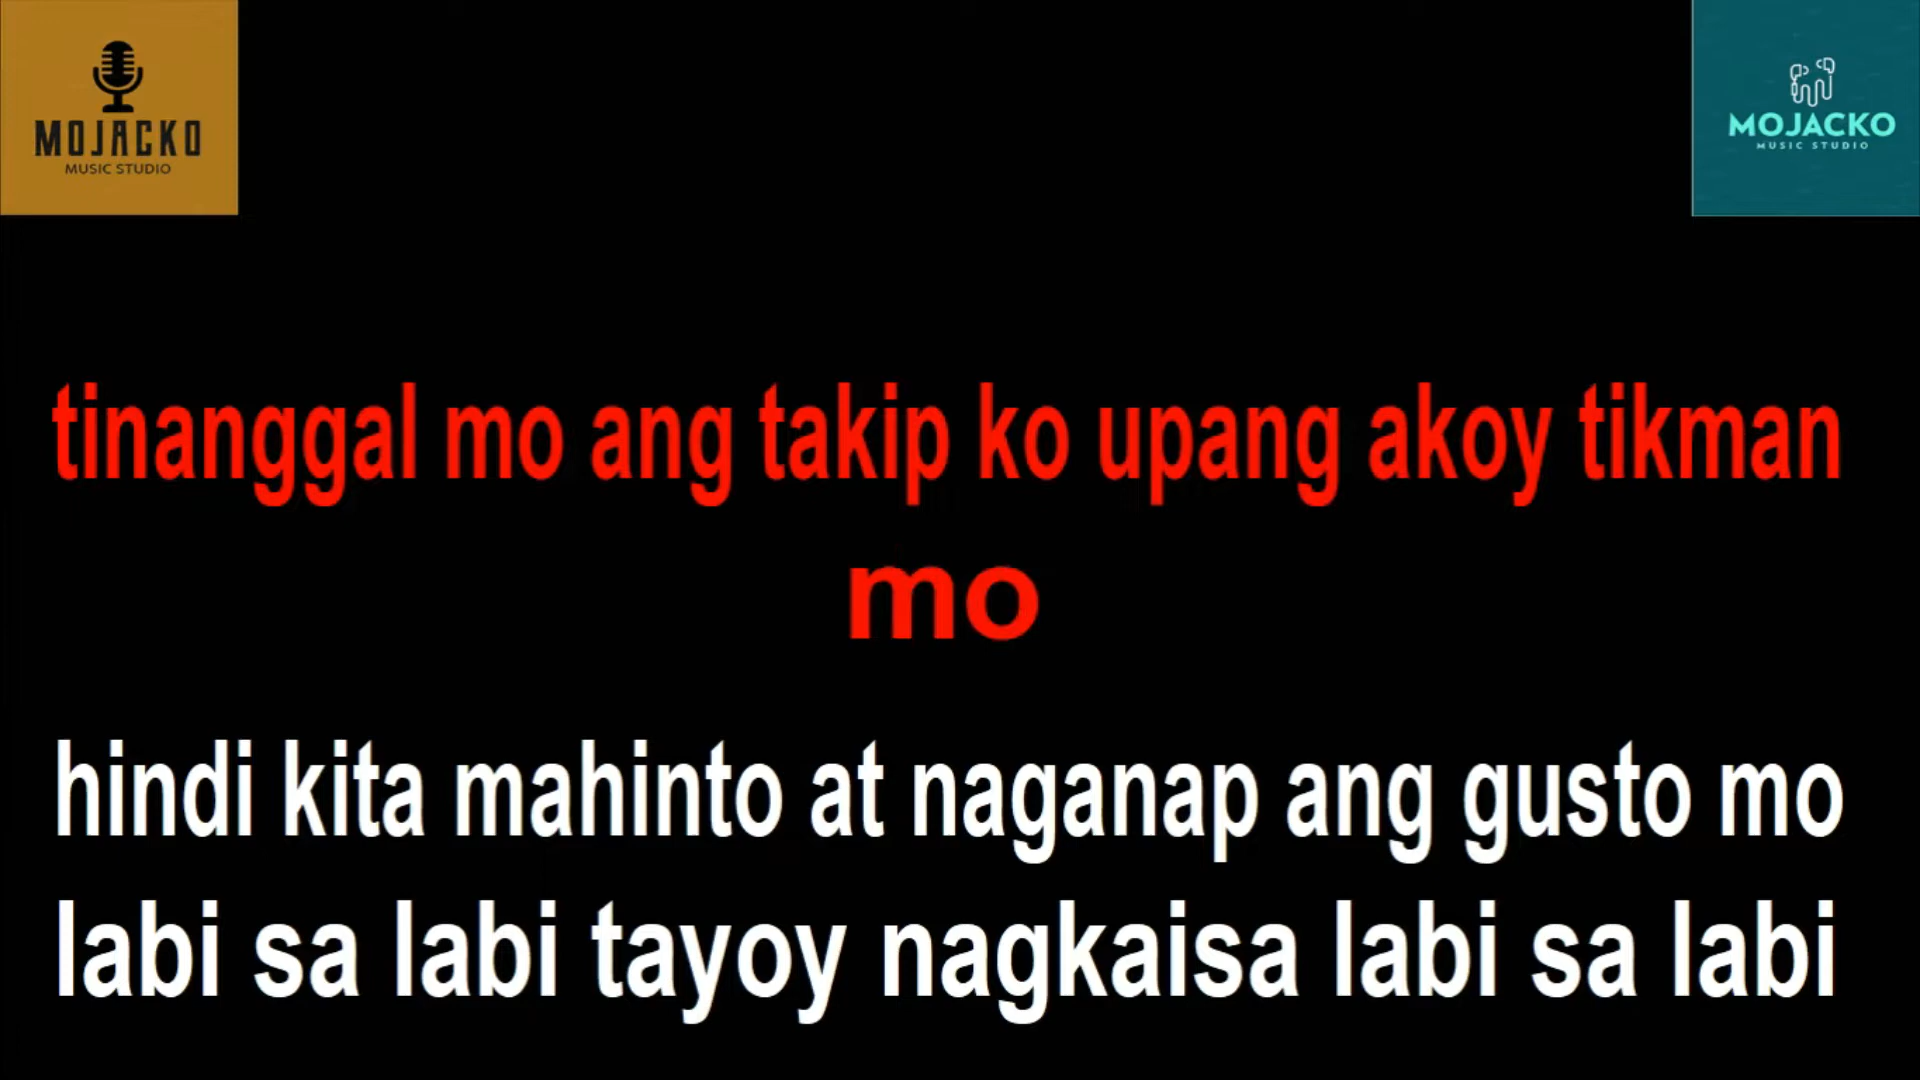 MOJACKO
MUSIC STUDIO
MOJACKO
MUSIC STUDIO
tinanggal mo ang takip ko upang akoy tikman
mo
hindi kita mahinto at naganap ang gusto mo
labi sa labi tayoy nagkaisa labi sa labi